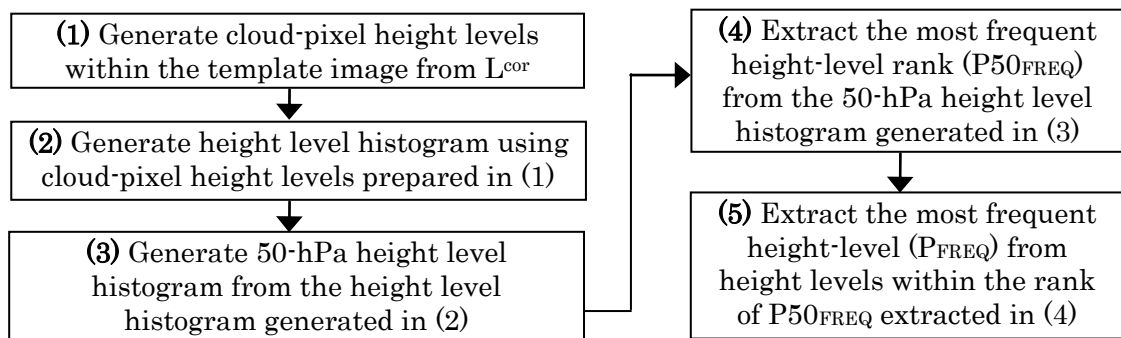 (1) Generate cloud-pixel height levels
within the template image from Lcor
(2) Generate height level histogram using
cloud-pixel height levels prepared in (1)
(3) Generate 50-hPa height level
histogram from the height level
histogram generated in (2)
(4) Extract the most frequent
height-level rank (P50FREQ)
from the 50-hPa height level
histogram generated in (3)
(5) Extract the most frequent
height-level (PFREQ) from
height levels within the rank
of P50FREQ extracted in (4)